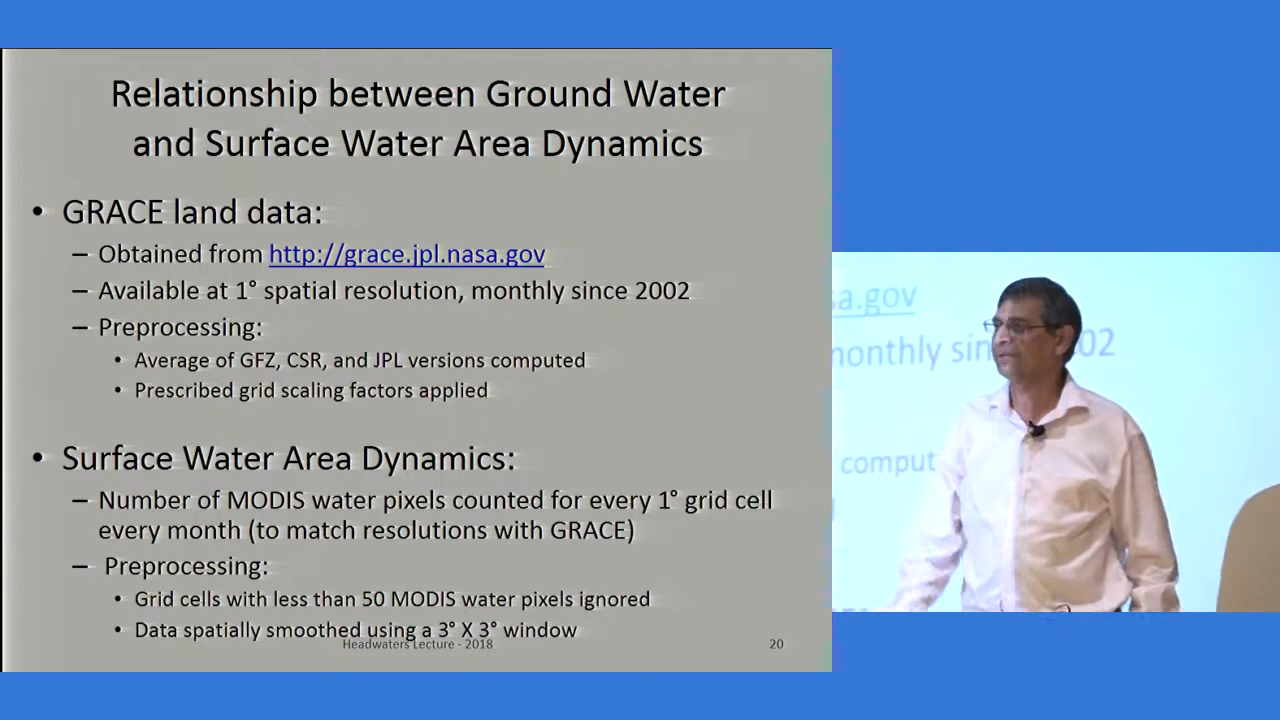 Relationship between Ground Water
and Surface Water Area Dynamics
• GRACE land data:
– Obtained from http://grace.jpl.nasa.gov
– Available at 1° spatial resolution, monthly since 2002
– Preprocessing:
• Average of GFZ, CSR, and JPL versions computed
• Prescribed grid scaling factors applied
• Surface Water Area Dynamics:
– Number of MODIS water pixels counted for every 1° grid cell
every month (to match resolutions with GRACE)
– Preprocessing:
• Grid cells with less than 50 MODIS water pixels ignored
• Data spatially smoothed using a 3° X 3° window
Headwaters Lecture - 2018
20
sa.gov
monthly sin 02
comput